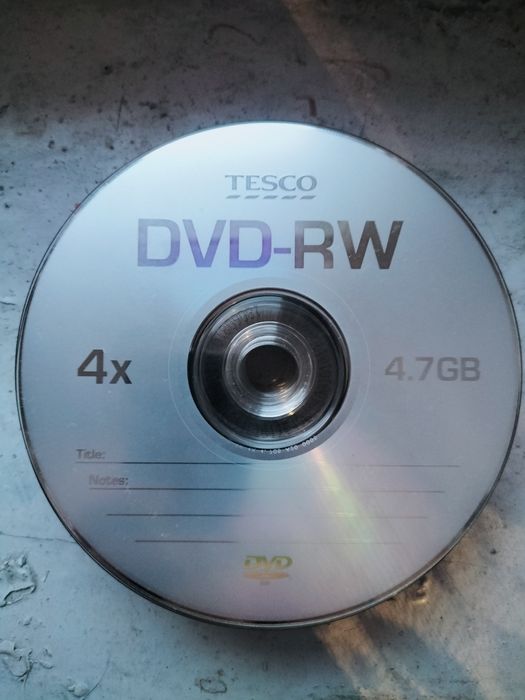 TESCO
DVD-RW
4x
4.7GB
Title:
Notes:
DVD